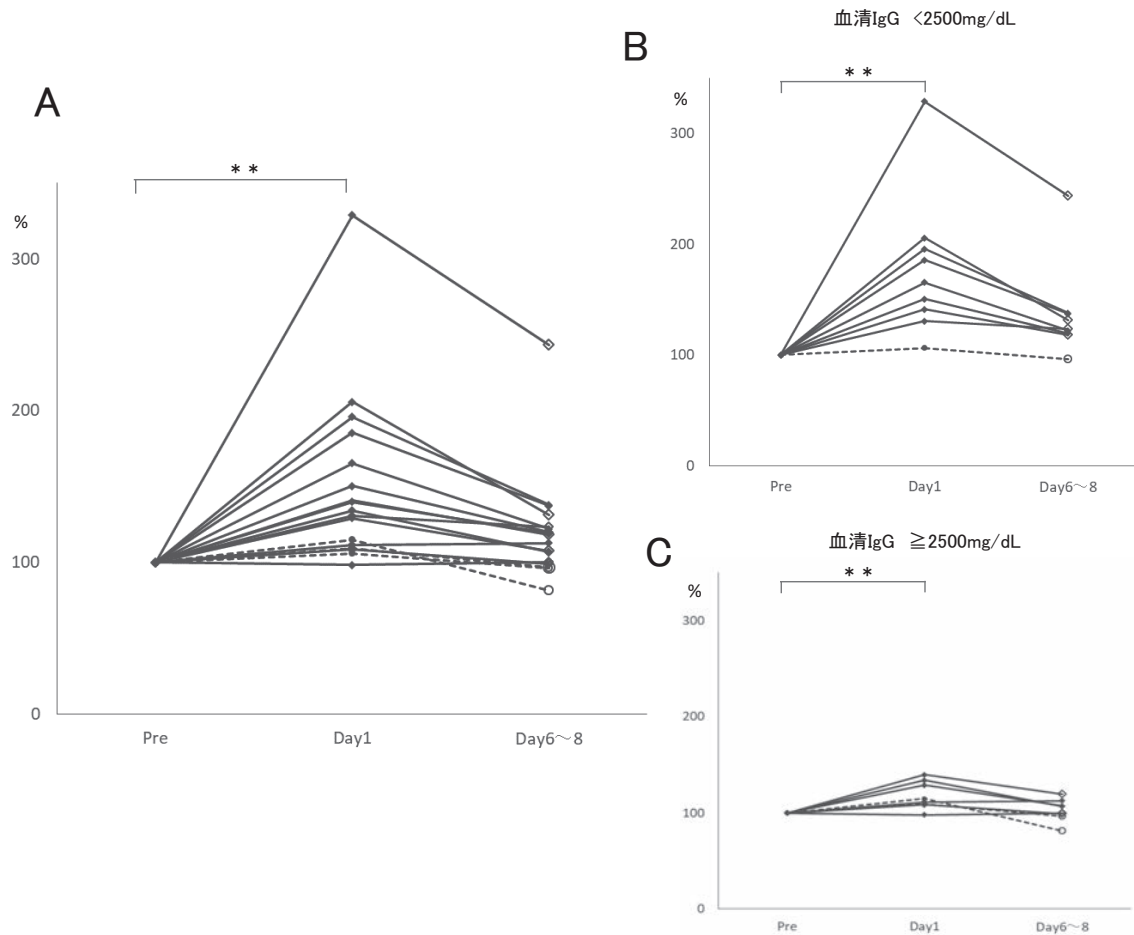 A
**
%
300
200
100
0
Pre
Day1
Day6～8
血清IgG <2500mg/dL
B
**
%
300
200
100
0
Pre
Day1
Day6～8
血清IgG ≧2500mg/dL
C
**
%
300
200
100
0
Pre
Day1
Day6～8